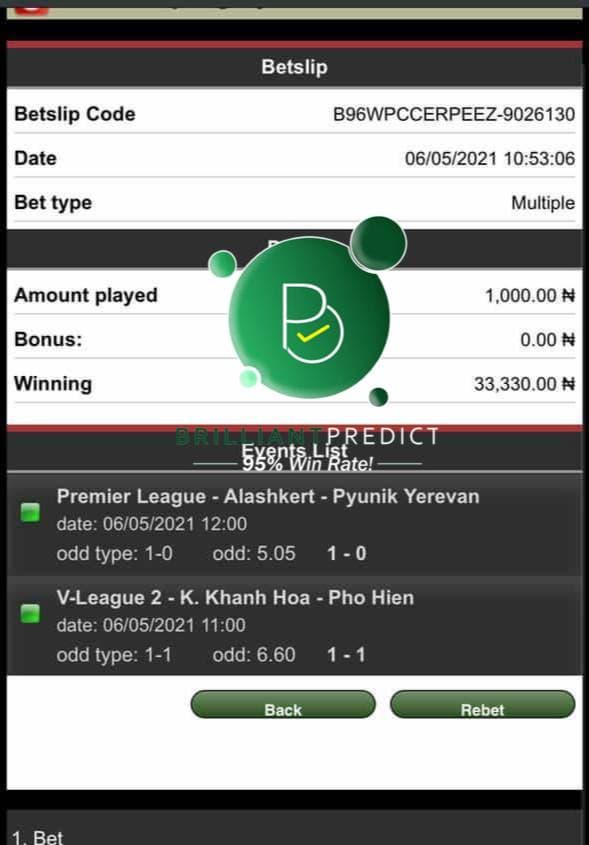 Betslip
Betslip Code B96WPCCERPEEZ-9026130
Date 06/05/2021 10:53:06
Bet type Multiple
Amount played 1,000.00 ₦
Bonus: 0.00 ₦
Winning 33,330.00 ₦
BRILLIANTPREDICT
Events List
95% Win Rate!
Premier League - Alashkert - Pyunik Yerevan
date: 06/05/2021 12:00
odd type: 1-0 odd: 5.05 1 - 0
V-League 2 - K. Khanh Hoa - Pho Hien
date: 06/05/2021 11:00
odd type: 1-1 odd: 6.60 1 - 1
Back Rebet
1. Bet